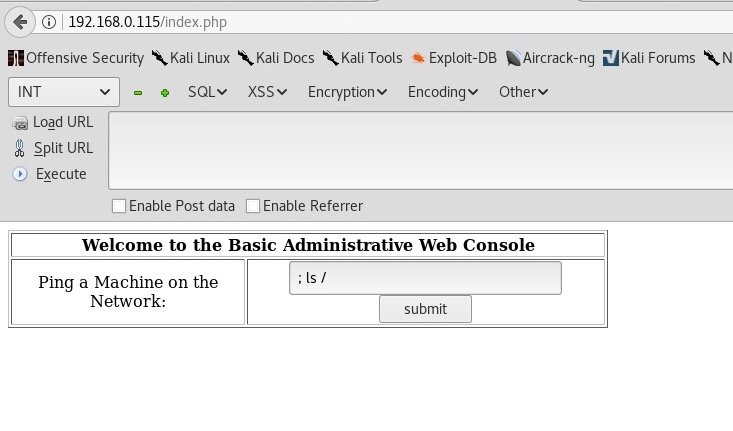 192.168.0.115/index.php
Offensive Security Kali Linux Kali Docs Kali Tools Exploit-DB Aircrack-ng Kali Forums N
INT SQL XSS Encryption Encoding Other
Load URL
Split URL
Execute
Enable Post data Enable Referrer
Welcome to the Basic Administrative Web Console
Ping a Machine on the
Network:
; ls /
submit